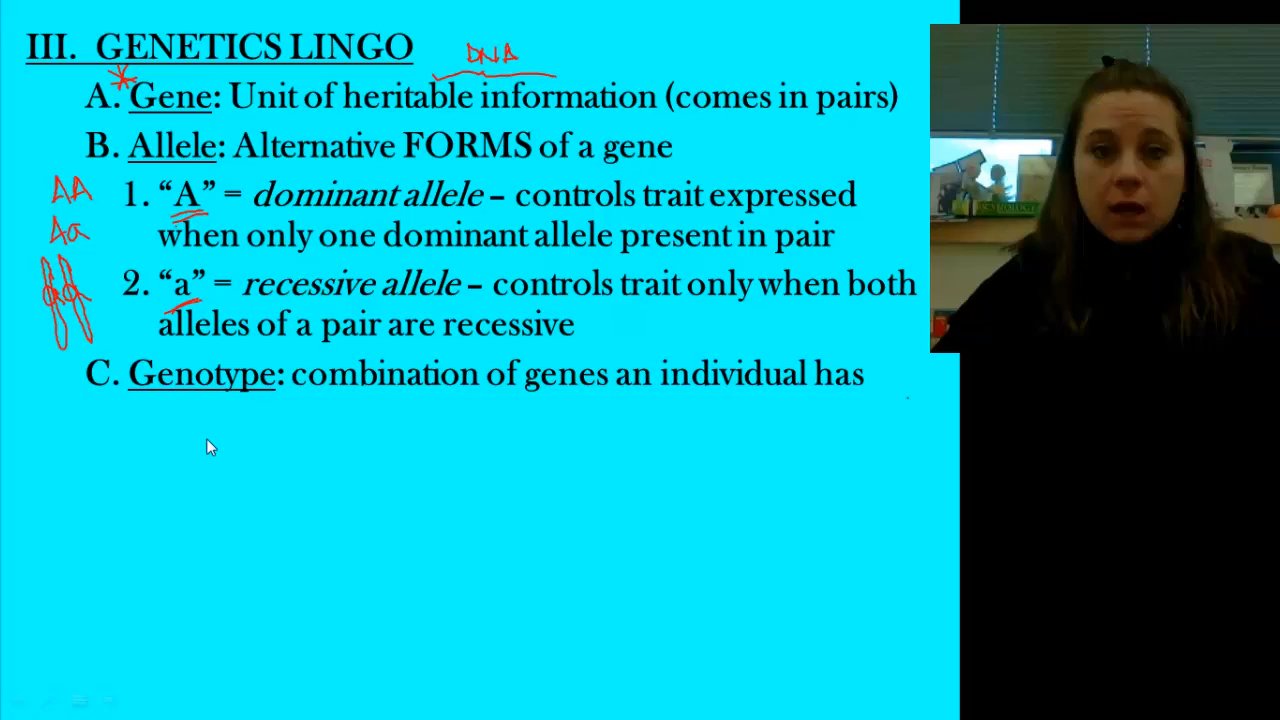 III. GENETICS LINGO
DNA
A. Gene: Unit of heritable information (comes in pairs)
B. Allele: Alternative FORMS of a gene
AA
1. “A” = dominant allele – controls trait expressed
Aa
when only one dominant allele present in pair
2. “a” = recessive allele – controls trait only when both
aa
alleles of a pair are recessive
C. Genotype: combination of genes an individual has